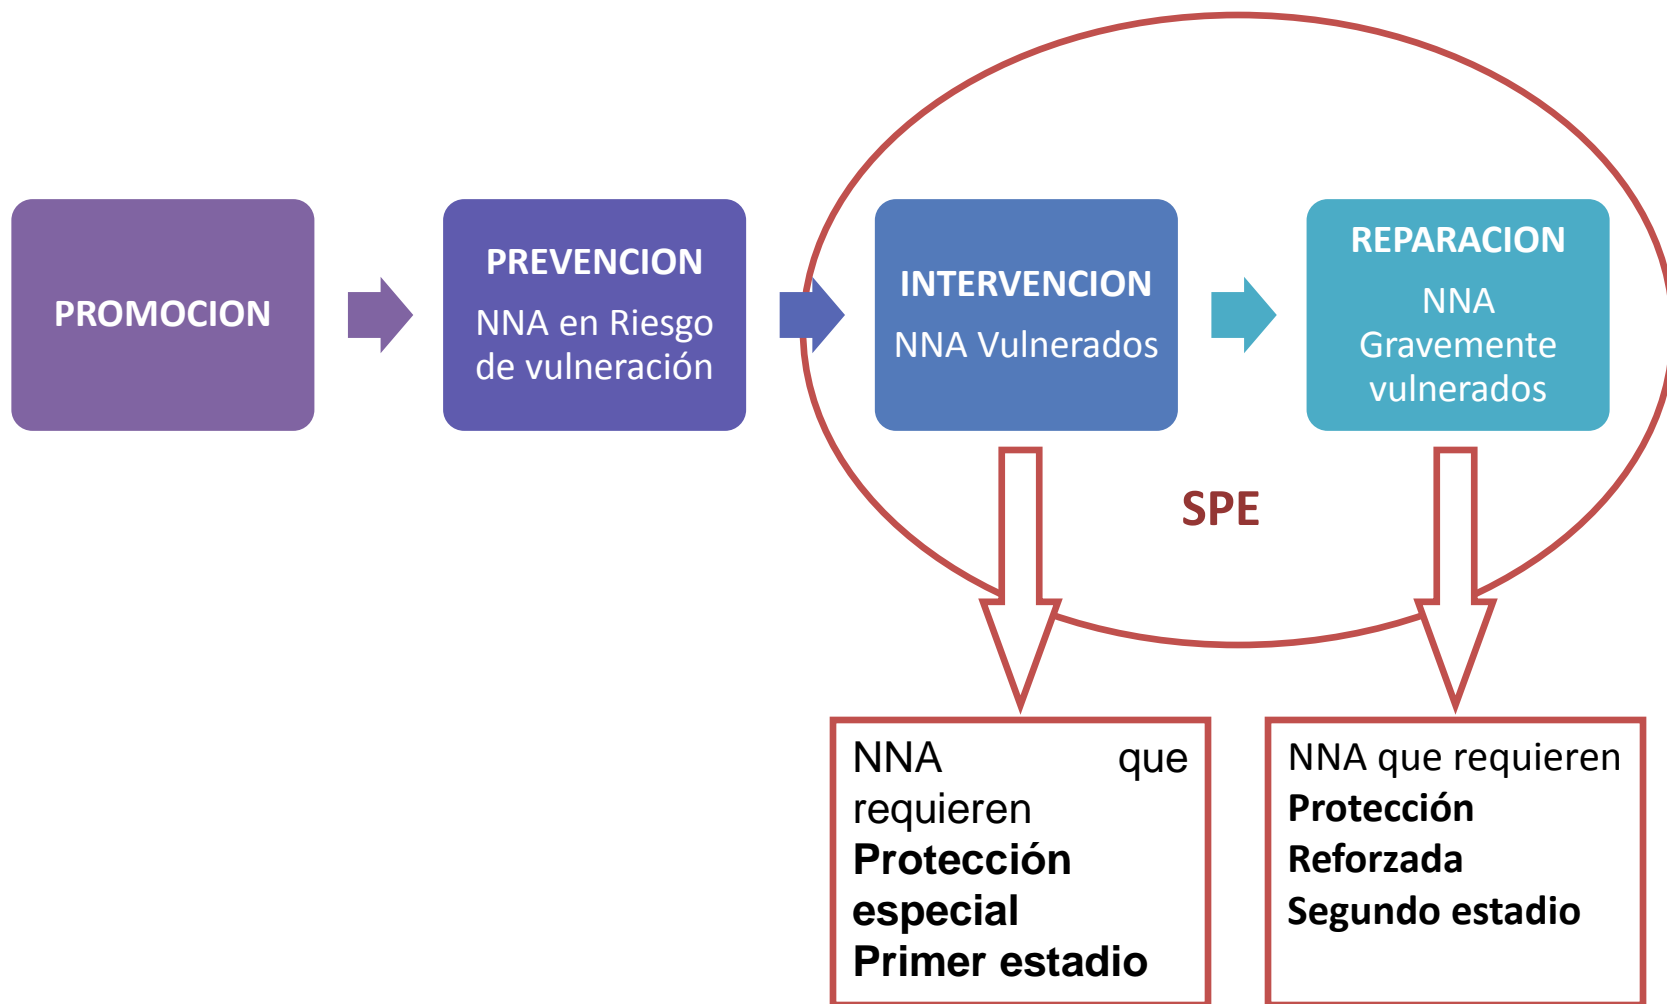 PROMOCION
PREVENCION
NNA en Riesgo
de vulneración
INTERVENCION
NNA Vulnerados
REPARACION
NNA
Gravemente
vulnerados
SPE
NNA que
requieren
Protección
especial
Primer estadio
NNA que requieren
Protección
Reforzada
Segundo estadio